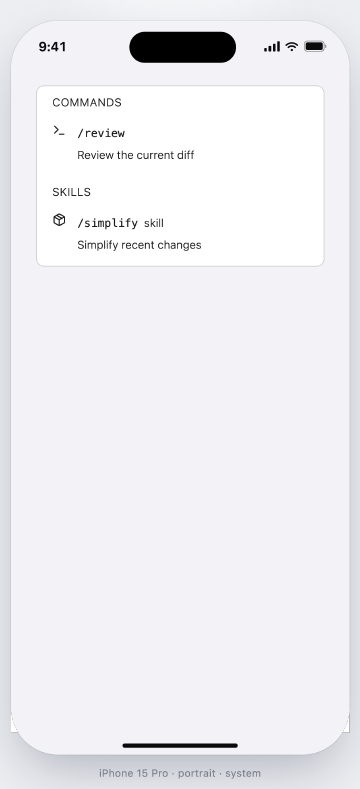 9:41
COMMANDS
/review
Review the current diff
SKILLS
/simplify skill
Simplify recent changes
iPhone 15 Pro · portrait · system